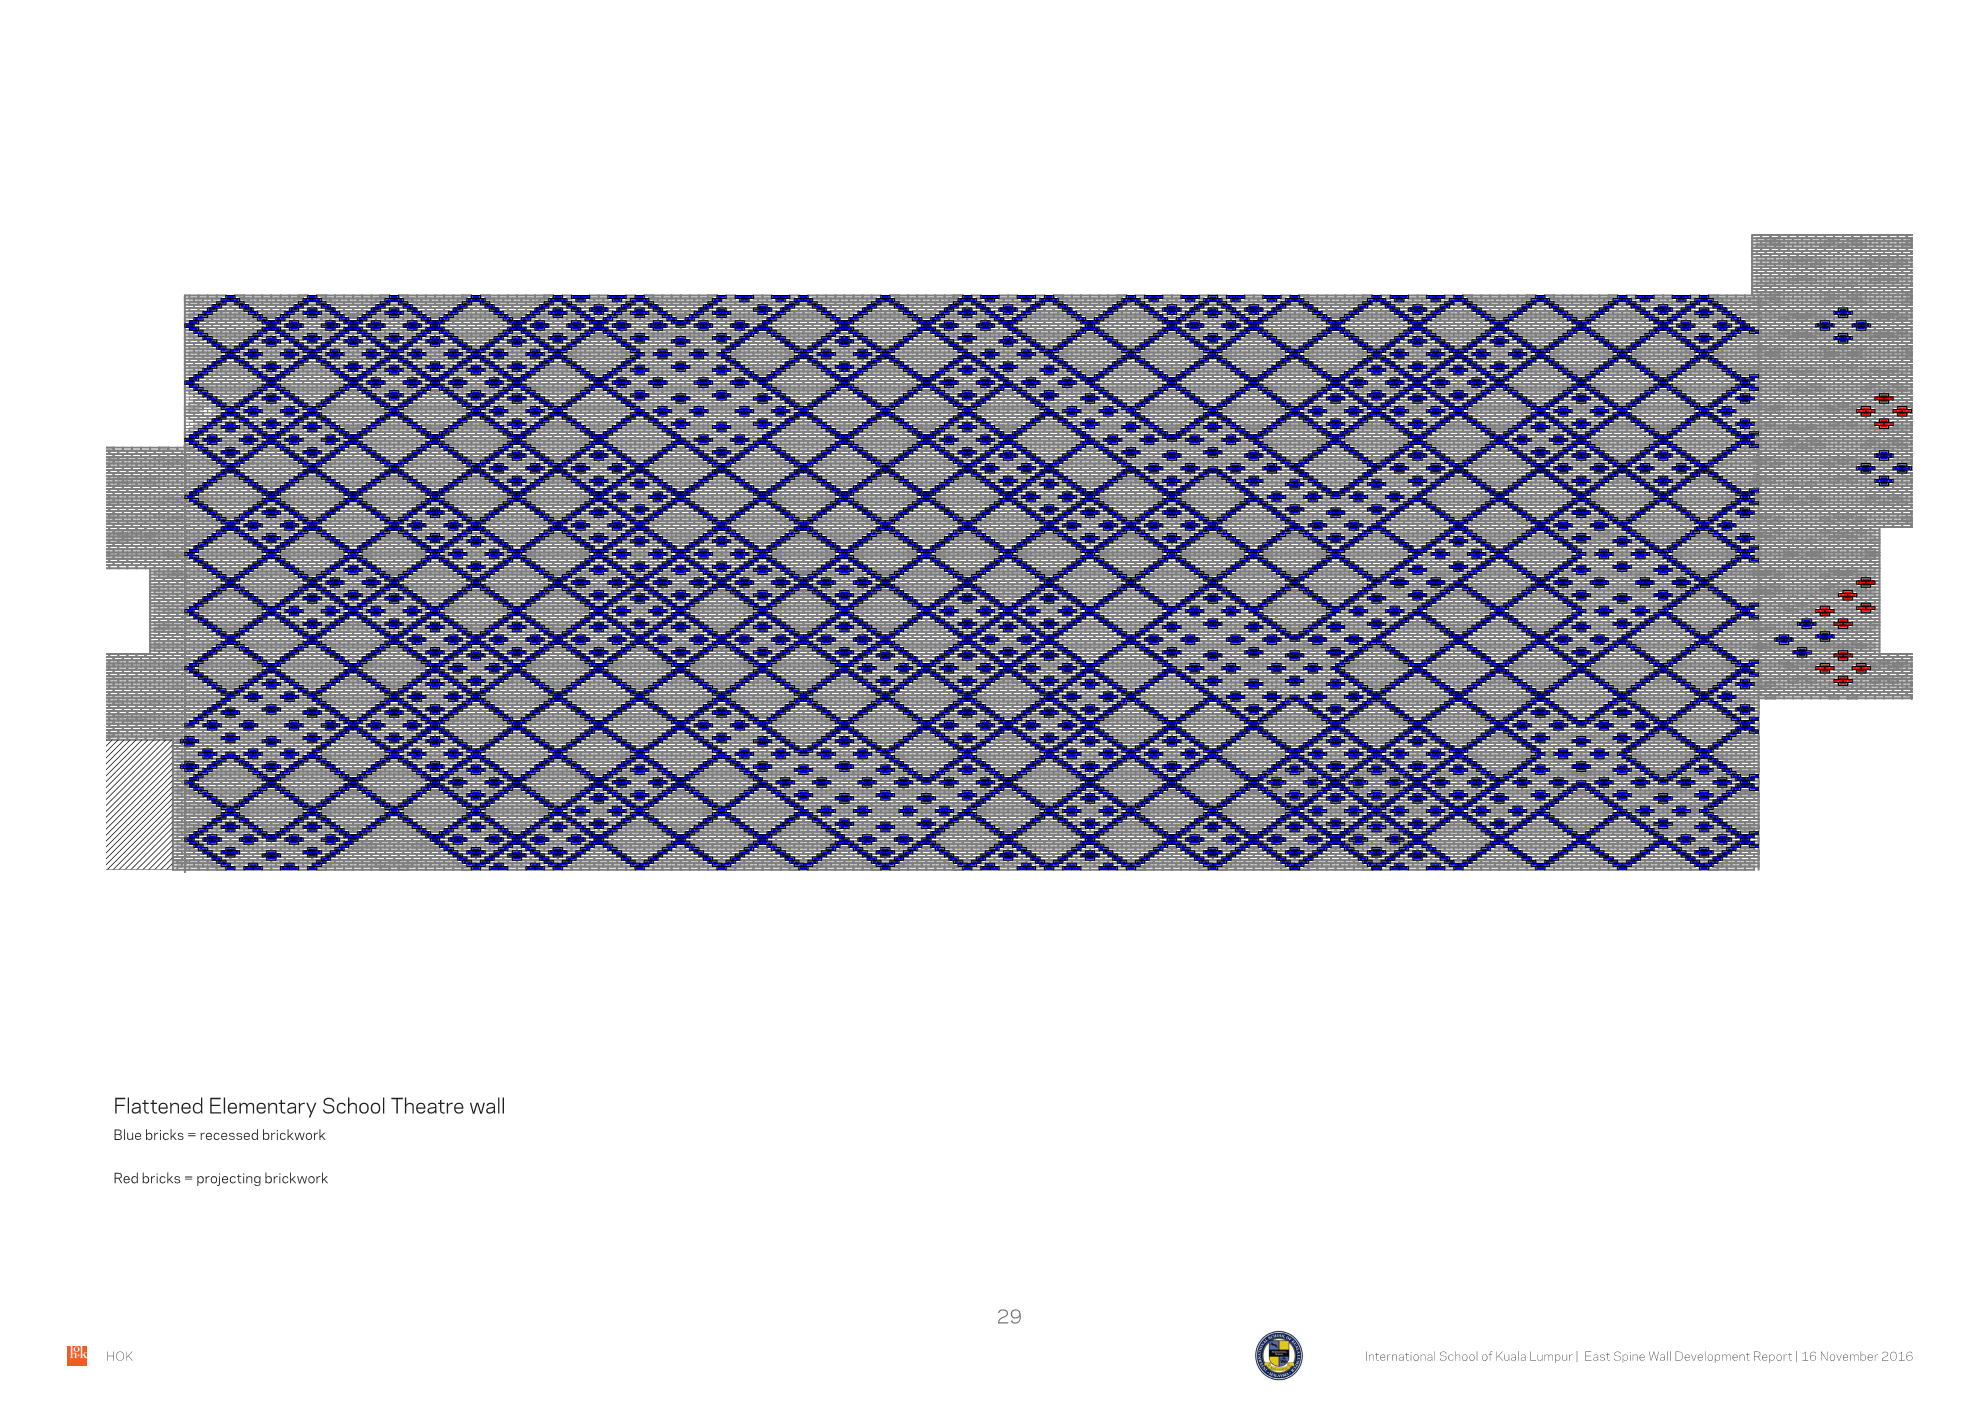 Flattened Elementary School Theatre wall
Blue bricks = recessed brickwork
Red bricks = projecting brickwork
29
HOK
International School of Kuala Lumpur | East Spine Wall Development Report | 16 November 2016